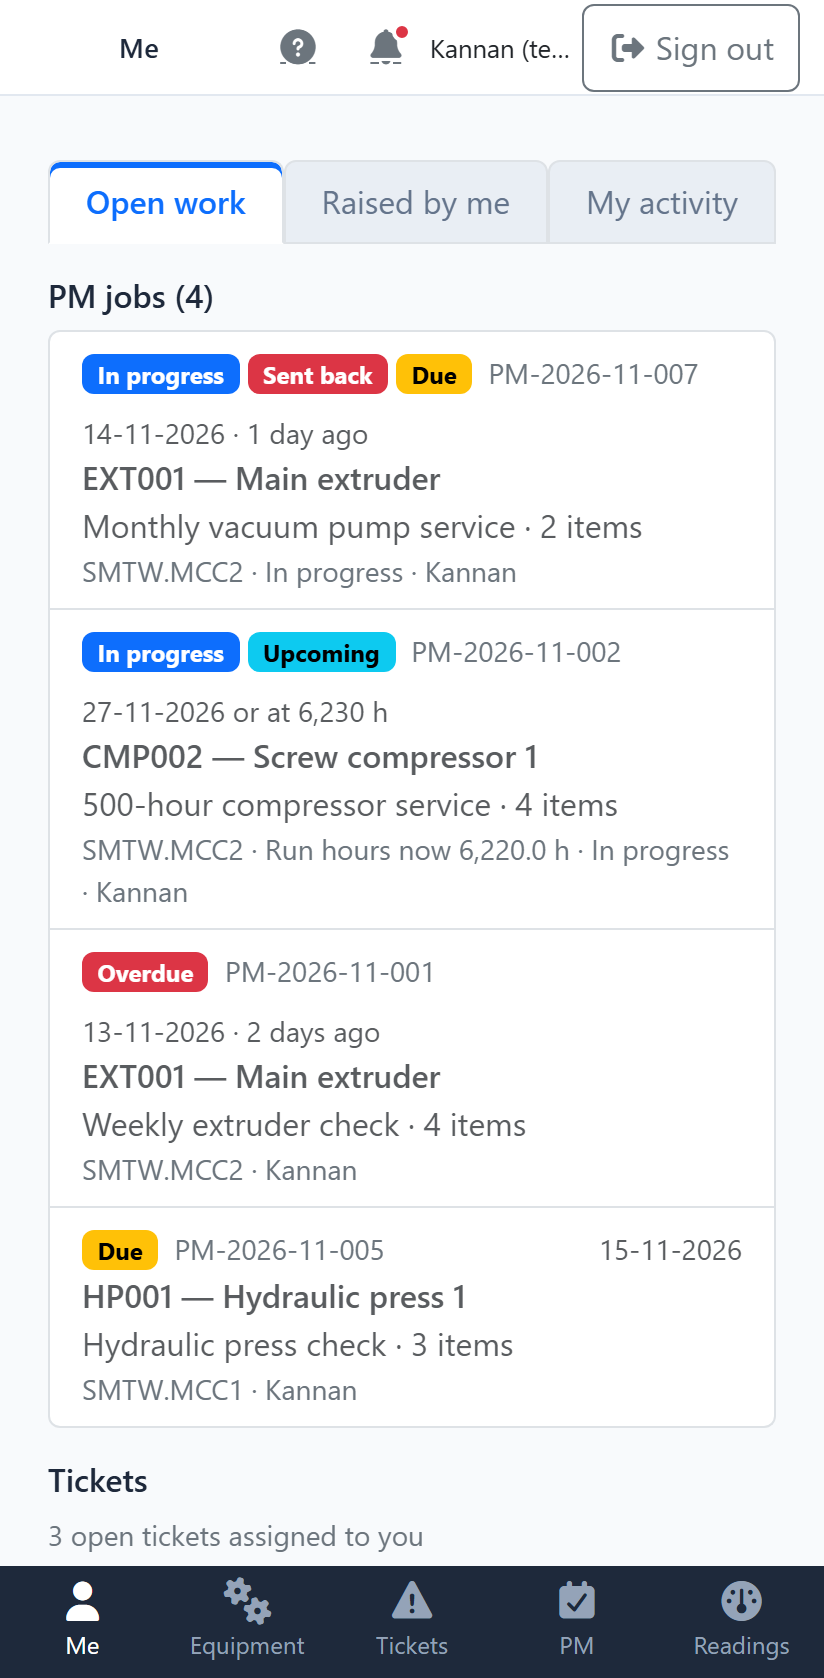 Me
Kannan (te...
Sign out
Open work
Raised by me
My activity
PM jobs (4)
In progress Sent back Due PM-2026-11-007
14-11-2026 · 1 day ago
EXT001 — Main extruder
Monthly vacuum pump service · 2 items
SMTW.MCC2 · In progress · Kannan
In progress Upcoming PM-2026-11-002
27-11-2026 or at 6,230 h
CMP002 — Screw compressor 1
500-hour compressor service · 4 items
SMTW.MCC2 · Run hours now 6,220.0 h · In progress
· Kannan
Overdue PM-2026-11-001
13-11-2026 · 2 days ago
EXT001 — Main extruder
Weekly extruder check · 4 items
SMTW.MCC2 · Kannan
Due PM-2026-11-005 15-11-2026
HP001 — Hydraulic press 1
Hydraulic press check · 3 items
SMTW.MCC1 · Kannan
Tickets
3 open tickets assigned to you
Me
Equipment
Tickets
PM
Readings